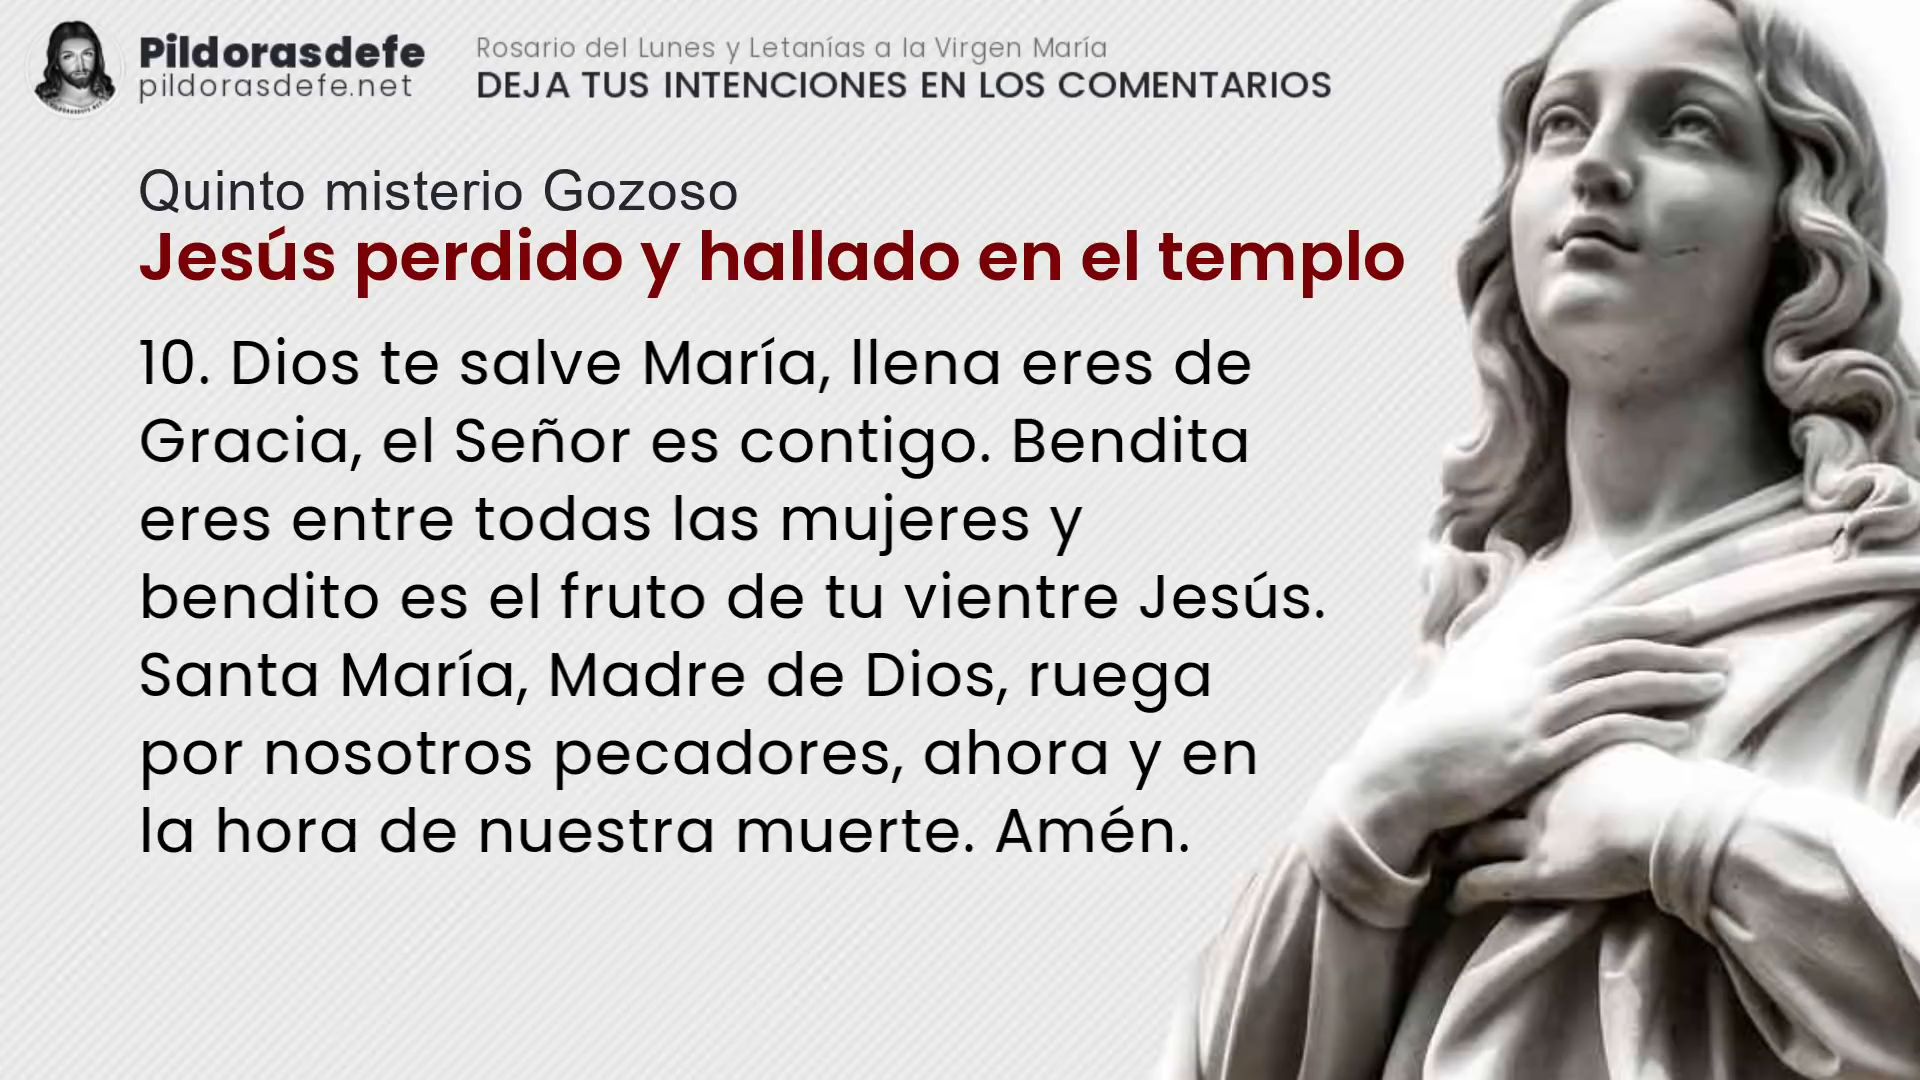 Pildorasdefe
pildorasdefe.net
Rosario del Lunes y Letanías a la Virgen María
DEJA TUS INTENCIONES EN LOS COMENTARIOS
Quinto misterio Gozoso
Jesús perdido y hallado en el templo
10. Dios te salve María, llena eres de
Gracia, el Señor es contigo. Bendita
eres entre todas las mujeres y
bendito es el fruto de tu vientre Jesús.
Santa María, Madre de Dios, ruega
por nosotros pecadores, ahora y en
la hora de nuestra muerte. Amén.